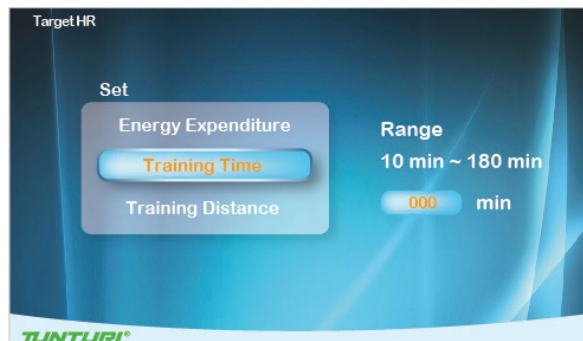 Target HR
Set
Energy Expenditure
Training Time
Training Distance
Range
10 min ~ 180 min
000 min
TUNTURI®